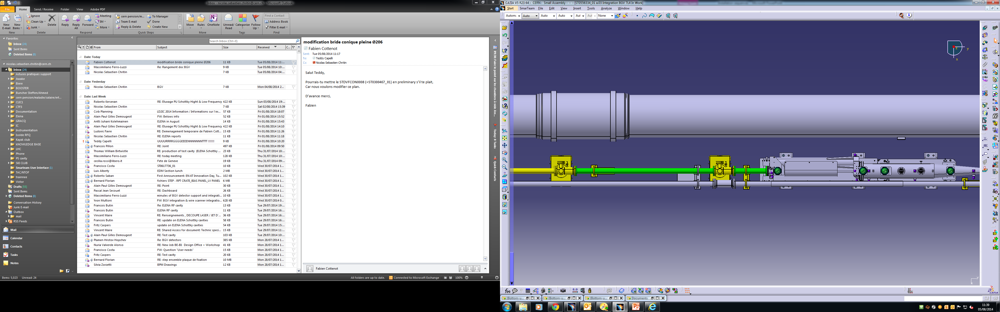 Inbox - nicolas.sebastien.chritin@cern.ch - Microsoft Outlook
File Home Send / Receive Folder View Adobe PDF
New E-mail
New Items
Ignore
Clean Up
Junk
Delete
Reply
Reply All
Forward
Meeting
IM
More
cern pension/m...
Team E-mail
Reply & Delete
To Manager
Done
Create New
Move
Rules
OneNote
Unread/ Read
Categorize
Follow Up
Find a Contact
Address Book
Filter E-mail
New Delete Respond Quick Steps Move Tags Find
Favorites
Inbox (24)
Sent Items
Deleted Items (8)
nicolas.sebastien.chritin@cern.ch
Inbox (24)
Astuces pratiques support
Awake
Biere
BOOSTER
Buncher Steffen/Ahmed
cern pension/maladie/salaire/ert...
CLIC1
CTF3
Documentation
Elena
GRACQ
IC
Instrumentation
Isolde RFQ
Kayak club
kNOWLEDGE BASE
LHC
Phone
PS cavity
SKI CLUB
Smarteam User Interface (1)
TAC/NTOF
trainnee
Victor
Drafts [55]
Sent Items
Deleted Items (8)
Conversation History
Junk E-mail
Outbox
mail
RSS Feeds
Mail
Calendar
Contacts
Tasks
Notes
Items: 5,023 Unread: 24
Search Inbox (Ctrl+E)
From Subject Size Received C...
Date: Today
Fabien Cottenot modification bride conique pleine Ø206 11 KB Tue 05/08/2014 11:...
Massimiliano Ferro-Luzzi Re: Rangement doc BGV 9 KB Tue 05/08/2014 10:...
Nicolas Sebastien Chritin 7 KB Tue 05/08/2014 04:...
Date: Yesterday
Nicolas Sebastien Chritin BGV 7 KB Mon 04/08/2014 2...
Date: Last Week
Roberto Kersevan RE: Etuvage PU Schottky Hight & Low Frequency 422 KB Sun 03/08/2014 19:...
Nicolas Sebastien Chritin 7 KB Sat 02/08/2014 15:39
Ccrb Planning LD2IC 2014 Information / Informations sur l'ex... 57 KB Fri 01/08/2014 18:07
Alain Paul Gilles Demougeot FW: Belows info 52 KB Fri 01/08/2014 15:52
Antti Juhani Kolehmainen ELENA in August 14 KB Fri 01/08/2014 15:43
Alain Paul Gilles Demougeot RE: Etuvage PU Schottky Hight & Low Frequency 422 KB Fri 01/08/2014 14:10
Ludovic Favre RE: Demenagement temporaire de Fabien Cott... 15 KB Fri 01/08/2014 11:26
Nicolas Sebastien Chritin RE: ELENA reports 11 KB Fri 01/08/2014 11:18
Teddy Capelli UUUURRRRGGGGEEEENNNNNNNTTTT !!!!!!!! 9 KB Fri 01/08/2014 10:20
Francois Pillon RE: Joint 497 KB Fri 01/08/2014 09:50
Thomas William Birtwistle RE: production of test cavity (ELENA Schottky ... 23 KB Thu 31/07/2014 18:...
Massimiliano Ferro-Luzzi RE: today meeting 128 KB Thu 31/07/2014 10:...
cecilia.rossi@libero.it Fete de Geneve 19 KB Thu 31/07/2014 09:...
Francisco Costa ST0617736_01 10 KB Wed 30/07/2014 1...
Luis Alberty EDM Section lunch 2 MB Wed 30/07/2014 1...
Roberto Saban First Announcement: EN-KT Innovation Day, Tu... 102 KB Wed 30/07/2014 1...
Bernard Florian fichiers STEP - RPT CRATE_BIAS PANEL_LV PANEL 6 MB Wed 30/07/2014 1...
Alain Paul Gilles Demougeot RE: Point 30 KB Wed 30/07/2014 1...
Pascal Jean Secouet RE: Dashboard 26 KB Wed 30/07/2014 1...
Massimiliano Ferro-Luzzi minutes of BGV detector support and integrati... 10 KB Wed 30/07/2014 1...
Yvon Muttoni FW: BGV integration & wire scanner integratio... 628 KB Wed 30/07/2014 0...
Francois Butin Re: ELENA RF cavity 13 KB Tue 29/07/2014 19:...
Francois Butin ELENA RF cavity 11 KB Tue 29/07/2014 16:...
Vincent Maire RE: Renseignements , DECOUPE LASER / JET D'... 36 KB Tue 29/07/2014 16:...
Francois Butin RE: update on ELENA Schottky cavities 58 KB Tue 29/07/2014 16:...
Fritz Caspers update on ELENA Schottky cavities 54 KB Tue 29/07/2014 15:...
Vincent Maire RE: Shared Access for document: Technic speci... 15 KB Tue 29/07/2014 11:...
Alain Paul Gilles Demougeot RE: Test cavity 103 KB Tue 29/07/2014 10:...
Plamen Hristov Hopchev Re: BGV detectors 385 KB Mon 28/07/2014 1...
Nuria Valverde Alonso RE: New Job BE-BI: Design Office + Workshop 41 KB Mon 28/07/2014 1...
Francisco Costa FW: Question "User needs" 15 KB Mon 28/07/2014 1...
Fritz Caspers RE: Test cavity 20 KB Mon 28/07/2014 1...
Bernard Florian RE: step ensemble plaque de fixation 10 MB Mon 28/07/2014 1...
Silvia Zorzetti BPM Drawings 12 KB Mon 28/07/2014 1...
modification bride conique pleine Ø206
Fabien Cottenot
Sent: Tue 05/08/2014 11:17
To: Teddy Capelli
Cc: Nicolas Sebastien Chritin
Salut Teddy,
Pourrais-tu mettre le STDVFCON0008 (=ST0300467_01) en preliminary s'il te plait,
Car nous voulons modifier ce plan.
D'avance merci,
Fabien
Fabien Cottenot
All folders are up to date. Connected to Microsoft Exchange 100%
09:30: Faire le point sur les chambres à vide Aw...
Today: 0 Tasks
Quick Contacts
CATIA V5 R23 64 - CERN : Small Assembly - - - [ST0556334_01 a.03 Integration BGV 7L4 In Work]
Start SmarTeam File Edit View Insert Tools Analyze Window Help
Autom: Auto Auto Auto Aut Aut None
z
y
x
y
x
ABC
f(x)
CATIA
(Bottom-u... (Bottom-u... (Bottom-u... Documents
11:39
05/08/2014